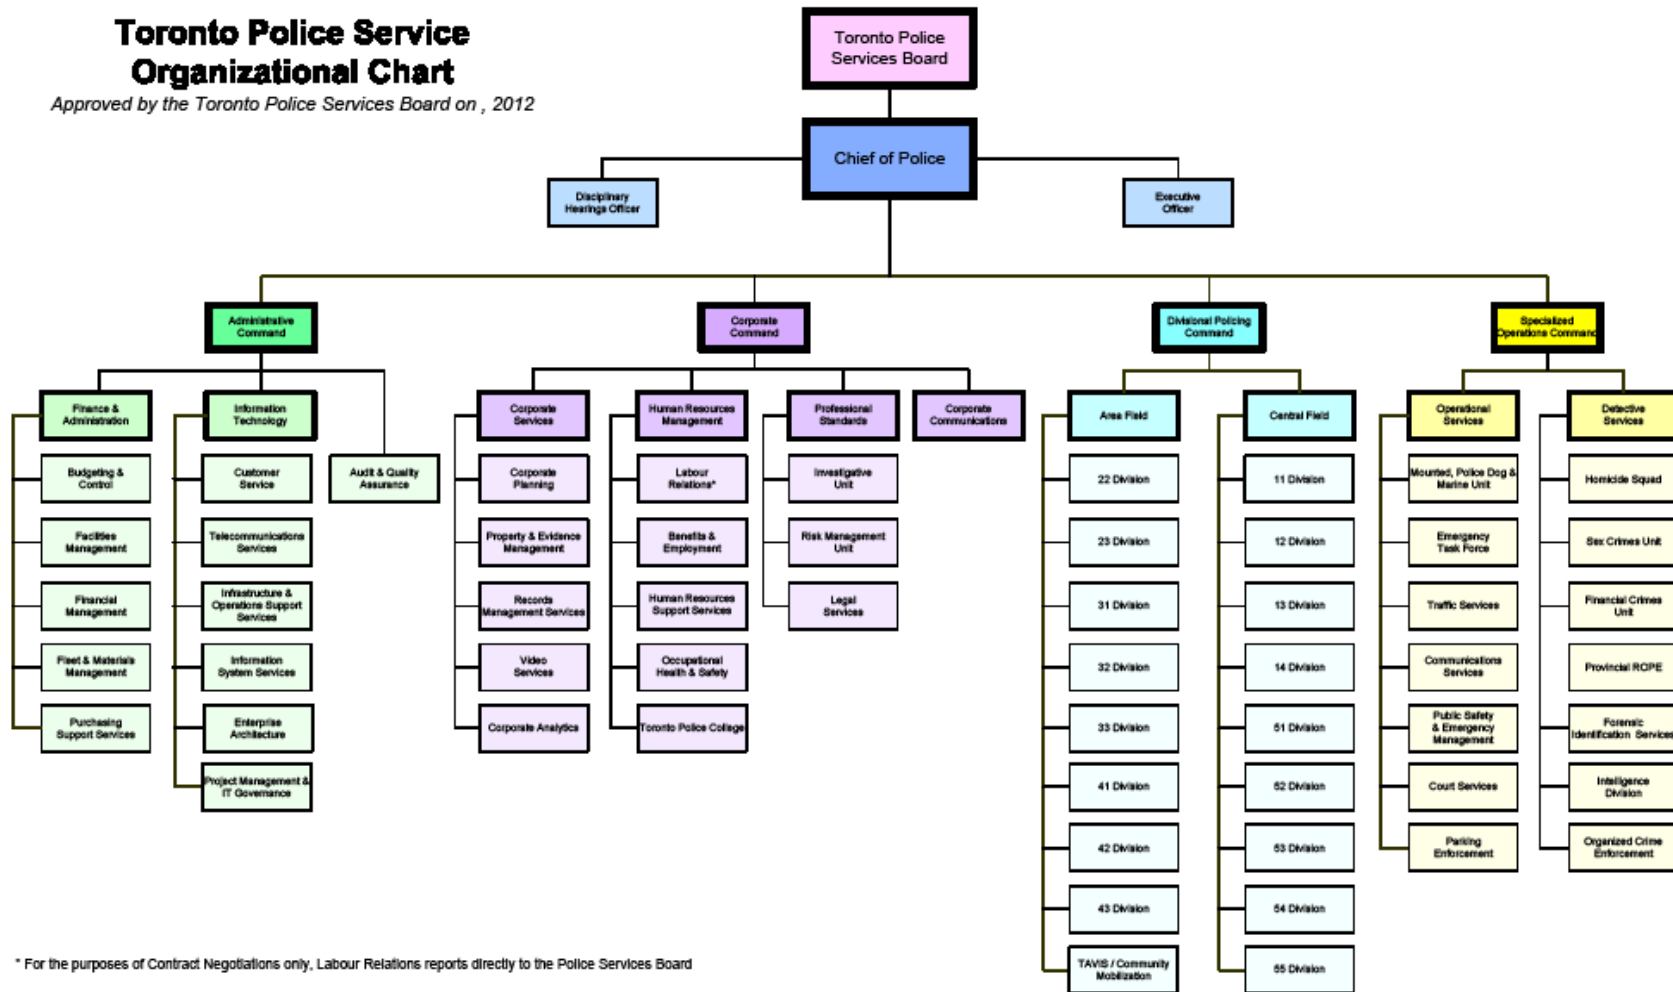 Toronto Police Service
Organizational Chart
Approved by the Toronto Police Services Board on , 2012
Toronto Police
Services Board
Chief of Police
Disciplinary
Hearings Officer
Executive
Officer
Administrative
Command
Corporate
Command
Divisional Policing
Command
Specialized
Operations Command
Finance &
Administration
Budgeting &
Control
Facilities
Management
Financial
Management
Fleet & Materials
Management
Purchasing
Support Services
Information
Technology
Customer
Service
Telecommunications
Services
Infrastructure &
Operations Support
Services
Information
System Services
Enterprise
Architecture
Project Management &
IT Governance
Audit & Quality
Assurance
Corporate
Services
Corporate
Planning
Property & Evidence
Management
Records
Management Services
Video
Services
Corporate Analytics
Human Resources
Management
Labour
Relations*
Benefits &
Employment
Human Resources
Support Services
Occupational
Health & Safety
Toronto Police College
Professional
Standards
Investigative
Unit
Risk Management
Unit
Legal
Services
Corporate
Communications
Area Field
22 Division
23 Division
31 Division
32 Division
33 Division
41 Division
42 Division
43 Division
TAVIS / Community
Mobilization
Central Field
11 Division
12 Division
13 Division
14 Division
51 Division
52 Division
53 Division
54 Division
55 Division
Operational
Services
Mounted, Police Dog &
Marine Unit
Emergency
Task Force
Traffic Services
Communications
Services
Public Safety
& Emergency
Management
Court Services
Parking
Enforcement
Detective
Services
Homicide Squad
Sex Crimes Unit
Financial Crimes
Unit
Provincial ROPE
Forensic
Identification Services
Intelligence
Division
Organized Crime
Enforcement
* For the purposes of Contract Negotiations only, Labour Relations reports directly to the Police Services Board